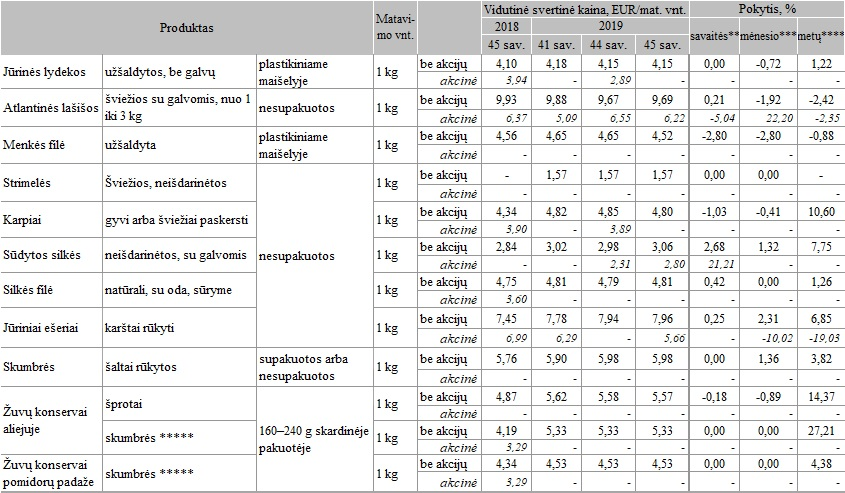 Produktas Matavi- Vidutinė svertinė kaina, EUR/mat. vnt. Pokytis, %
mo vnt. 2018 2019 savaitės** mėnesio*** metų****
45 sav. 41 sav. 44 sav. 45 sav.
Jūrinės lydekos užšaldytos, be galvų plastikiniame maišelyje 1 kg be akcijų 4,10 4,18 4,15 4,15 0,00 -0,72 1,22
akcinė 3,94 - 2,89 - - - -
Atlantinės lašišos šviežios su galvomis, nuo 1 iki 3 kg nesupakuotos 1 kg be akcijų 9,93 9,88 9,67 9,69 0,21 -1,92 -2,42
akcinė 6,37 5,09 6,55 6,22 -5,04 22,20 -2,35
Menkės filė užšaldyta plastikiniame maišelyje 1 kg be akcijų 4,56 4,65 4,65 4,52 -2,80 -2,80 -0,88
akcinė - - - - - - -
Strimelės Šviežios, neišdarinėtos nesupakuotos 1 kg be akcijų - 1,57 1,57 1,57 0,00 0,00 -
akcinė - - - - - - -
Karpiai gyvi arba šviežiai paskersti 1 kg be akcijų 4,34 4,82 4,85 4,80 -1,03 -0,41 10,60
akcinė 3,90 - 3,89 - - - -
Sūdytos silkės neišdarinėtos, su galvomis 1 kg be akcijų 2,84 3,02 2,98 3,06 2,68 1,32 7,75
akcinė - - 2,31 2,80 21,21 - -
Silkės filė natūrali, su oda, sūryme 1 kg be akcijų 4,75 4,81 4,79 4,81 0,42 0,00 1,26
akcinė 3,60 - - - - - -
Jūriniai ešeriai karštai rūkyti 1 kg be akcijų 7,45 7,78 7,94 7,96 0,25 2,31 6,85
akcinė 6,99 6,29 - 5,66 - -10,02 -19,03
Skumbrės šaltai rūkytos supakuotos arba nesupakuotos 1 kg be akcijų 5,76 5,90 5,98 5,98 0,00 1,36 3,82
akcinė - - - - - - -
Žuvų konservai aliejuje šprotai 160–240 g skardinėje pakuotėje 1 kg be akcijų 4,87 5,62 5,58 5,57 -0,18 -0,89 14,37
akcinė - - - - - - -
skumbrės ***** 1 kg be akcijų 4,19 5,33 5,33 5,33 0,00 0,00 27,21
akcinė 3,29 - - - - - -
Žuvų konservai pomidorų padaže skumbrės ***** 1 kg be akcijų 4,34 4,53 4,53 4,53 0,00 0,00 4,38
akcinė 3,29 - - - - - -